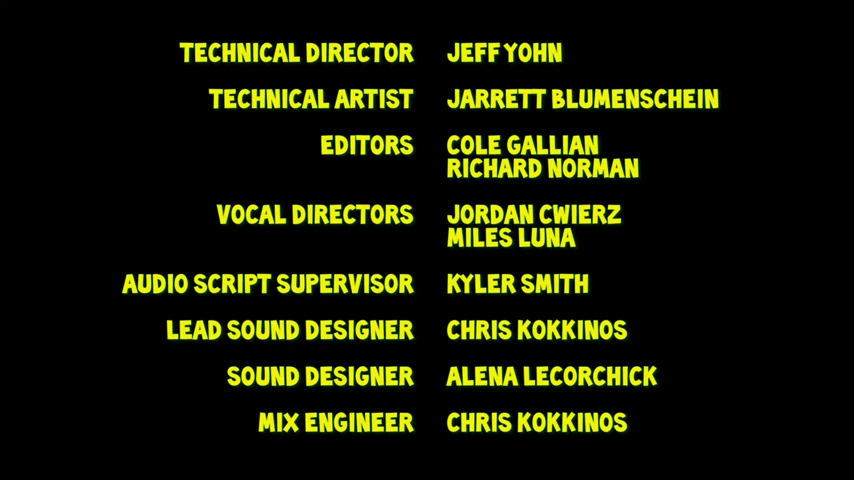 TECHNICAL DIRECTOR JEFF YOHN
TECHNICAL ARTIST JARRETT BLUMENSCHEIN
EDITORS COLE GALLIAN
RICHARD NORMAN
VOCAL DIRECTORS JORDAN CWIERZ
MILES LUNA
AUDIO SCRIPT SUPERVISOR KYLER SMITH
LEAD SOUND DESIGNER CHRIS KOKKINOS
SOUND DESIGNER ALENA LECORCHICK
MIX ENGINEER CHRIS KOKKINOS